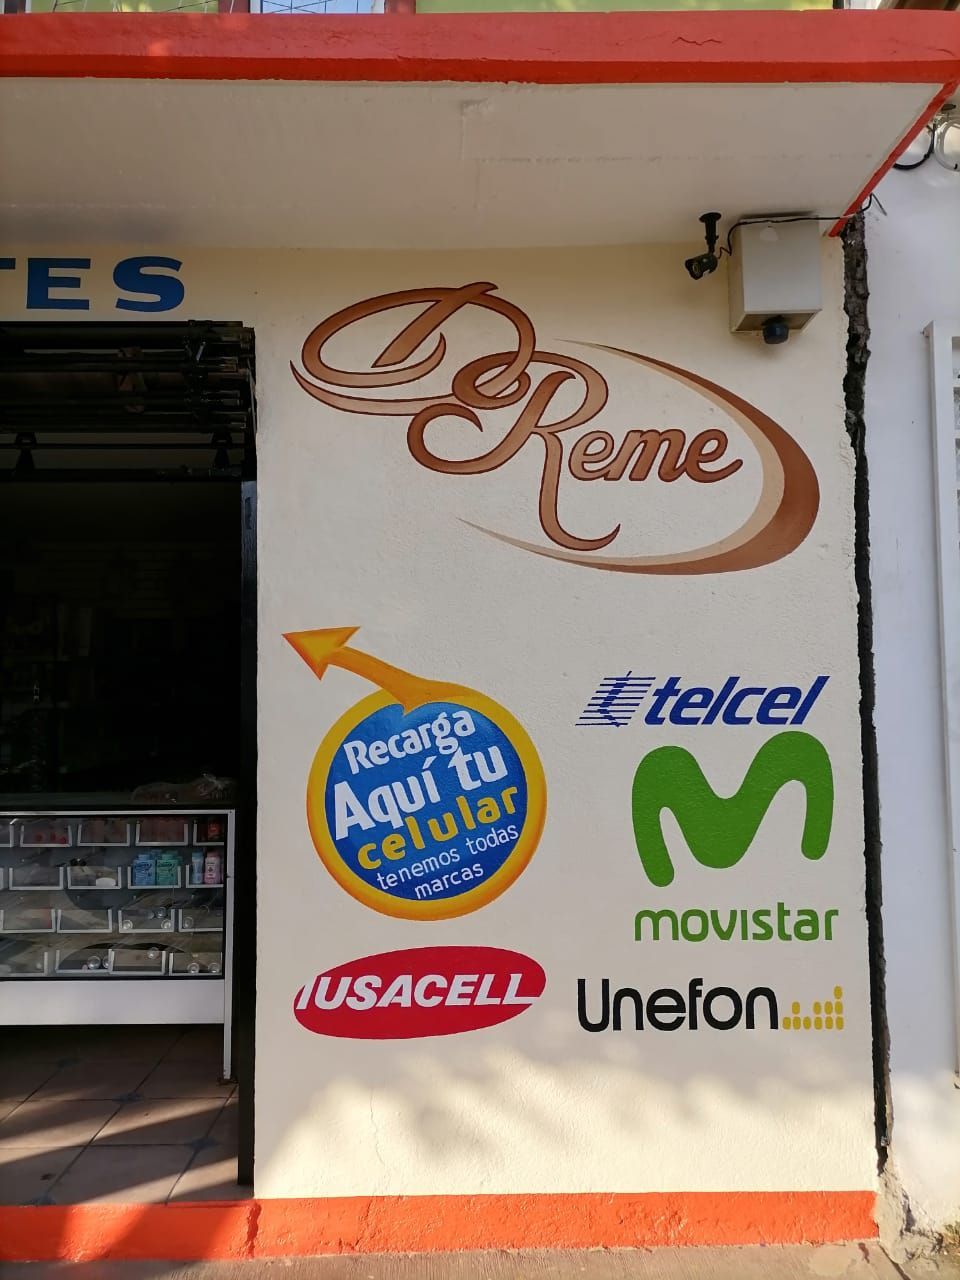 TES
D Reme
Recarga
Aquí tu
celular
tenemos todas
marcas
telcel
movistar
IUSACELL
Unefon